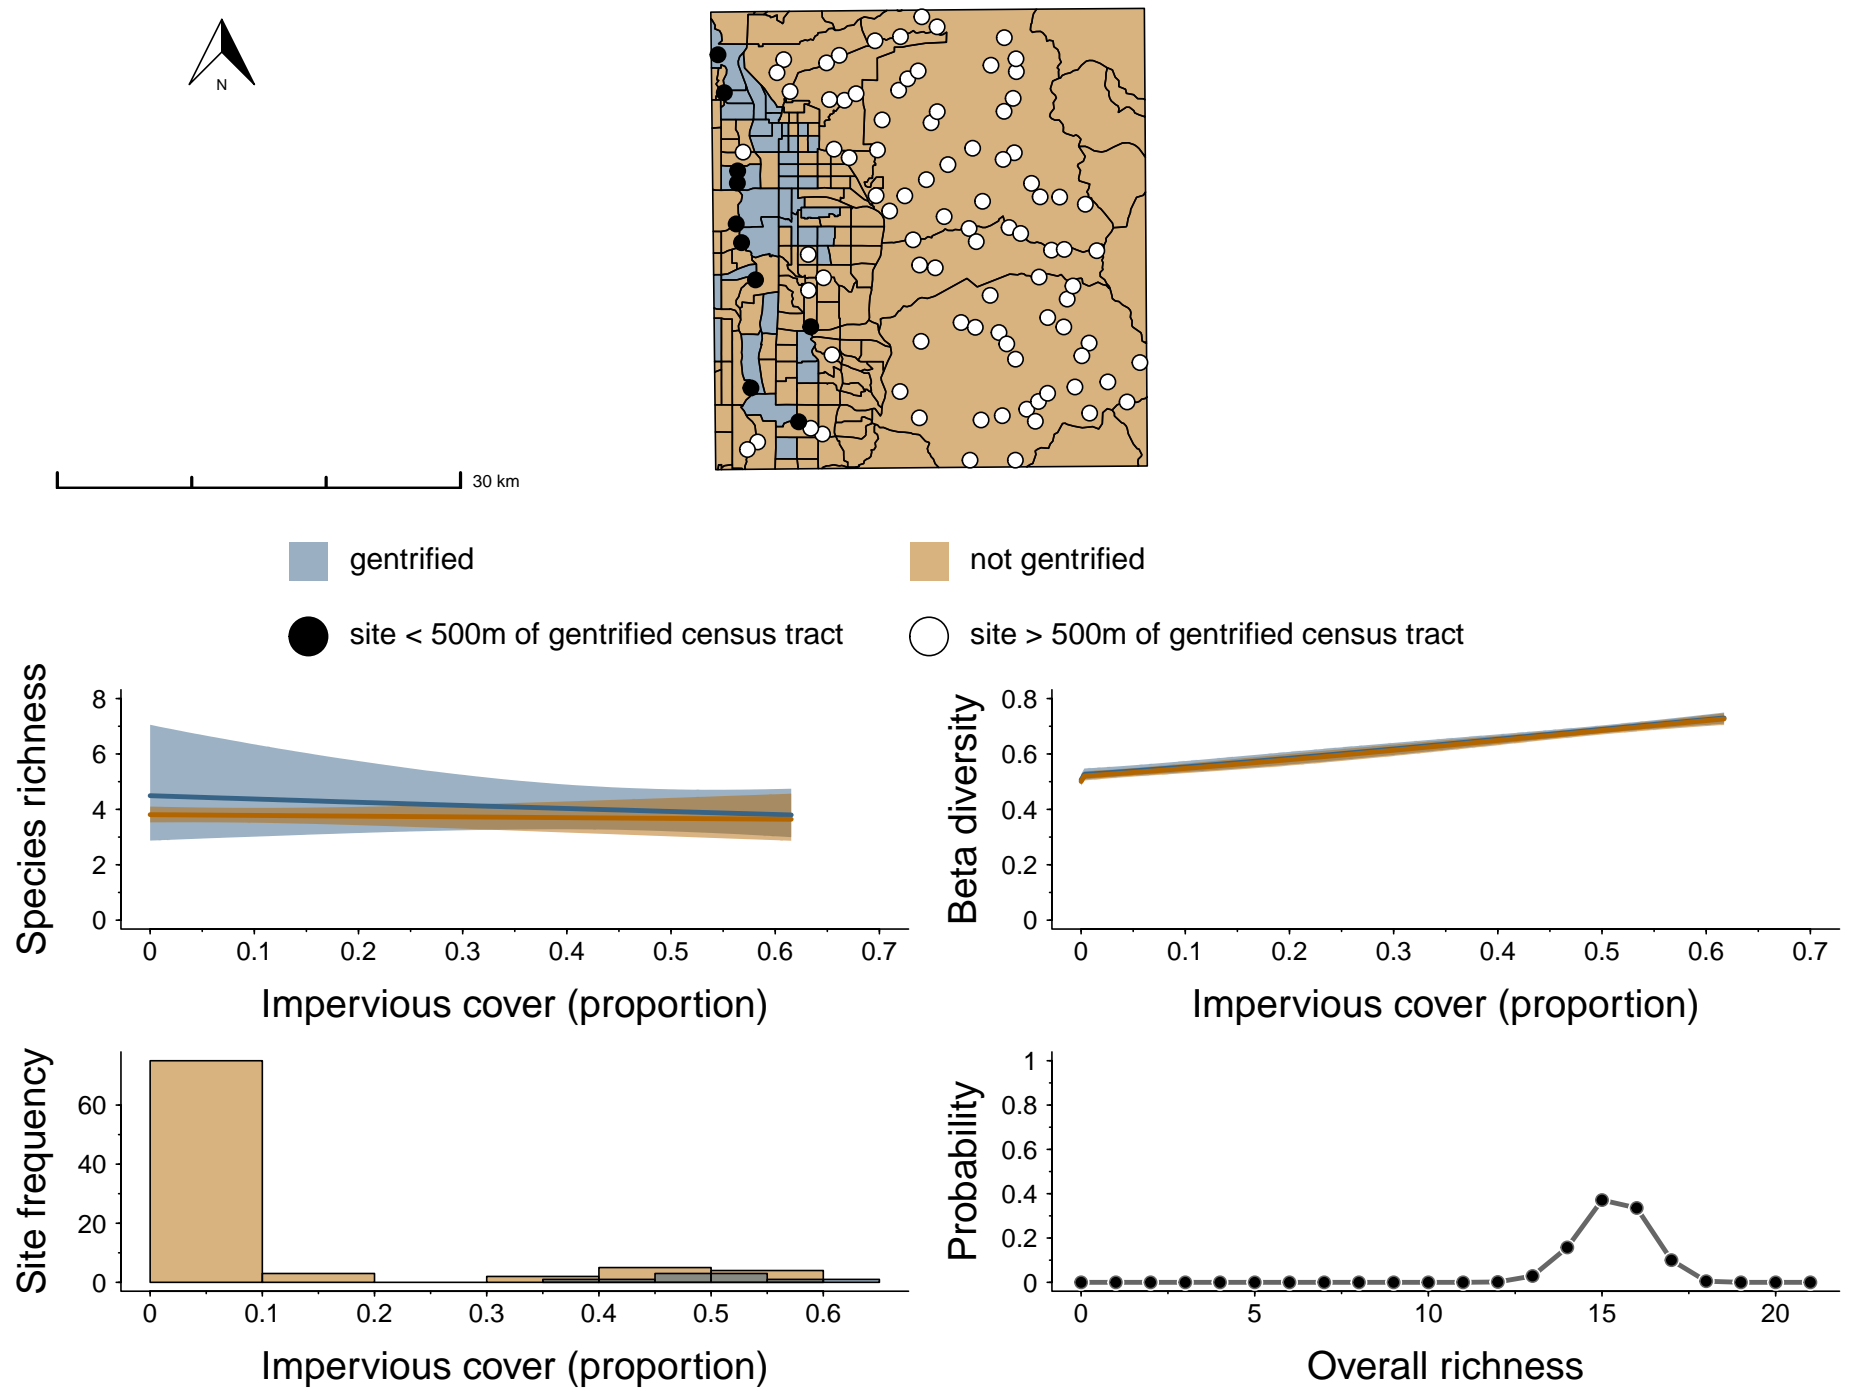 N
30 km
gentrified
not gentrified
site < 500m of gentrified census tract
site > 500m of gentrified census tract
Species richness
8
6
4
2
0
0 0.1 0.2 0.3 0.4 0.5 0.6 0.7
Impervious cover (proportion)
Beta diversity
0.8
0.6
0.4
0.2
0
0 0.1 0.2 0.3 0.4 0.5 0.6 0.7
Impervious cover (proportion)
Site frequency
60
40
20
0
0 0.1 0.2 0.3 0.4 0.5 0.6
Impervious cover (proportion)
Probability
1
0.8
0.6
0.4
0.2
0
0 5 10 15 20
Overall richness